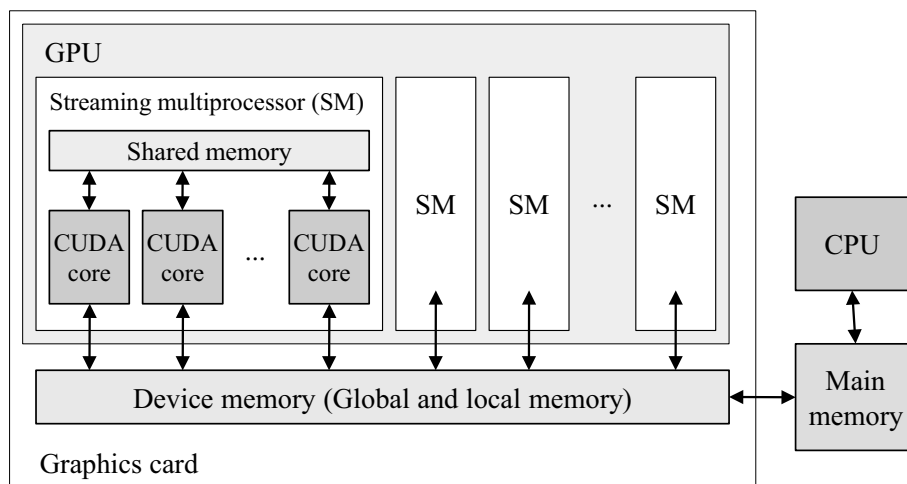 GPU
Streaming multiprocessor (SM)
Shared memory
CUDA
core
CUDA
core
...
CUDA
core
SM
SM
...
SM
CPU
Main
memory
Device memory (Global and local memory)
Graphics card